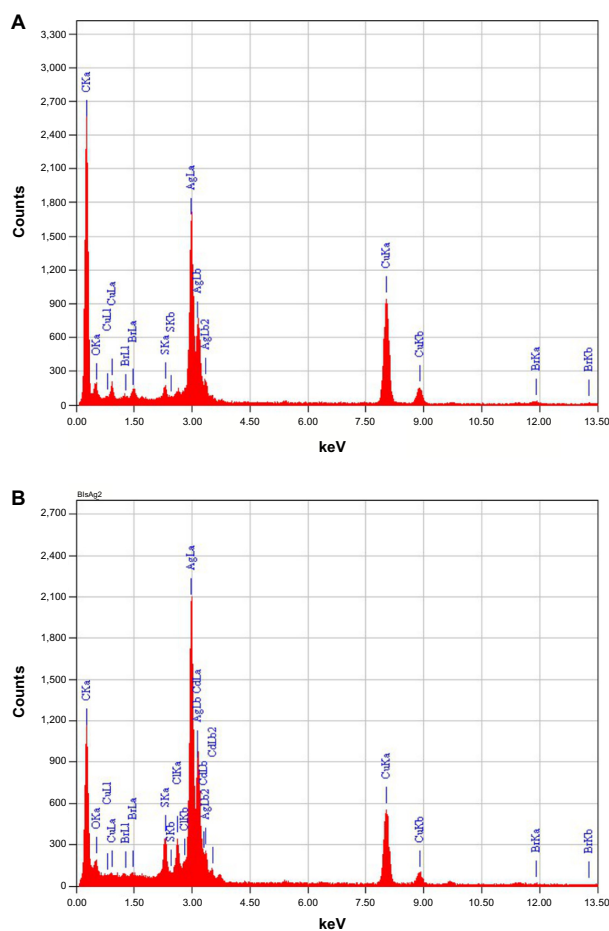 A
3,300
3,000
2,700
2,400
2,100
1,800
1,500
1,200
900
600
300
0
Counts
CKa
OKa
CuLl
CuLa
BrLl
BrLa
SKa
SKb
AgLa
AgLb
AgLb2
CuKa
CuKb
BrKa
BrKb
0.00 1.50 3.00 4.50 6.00 7.50 9.00 10.50 12.00 13.50
keV
B
BlsAg2
2,700
2,400
2,100
1,800
1,500
1,200
900
600
300
0
Counts
CKa
OKa
CuLl
CuLa
BrLl
BrLa
SKa
SKb
ClKa
ClKb
AgLa
AgLb CdLa
AgLb2 CdLb
CdLb2
CuKa
CuKb
BrKa
BrKb
0.00 1.50 3.00 4.50 6.00 7.50 9.00 10.50 12.00 13.50
keV